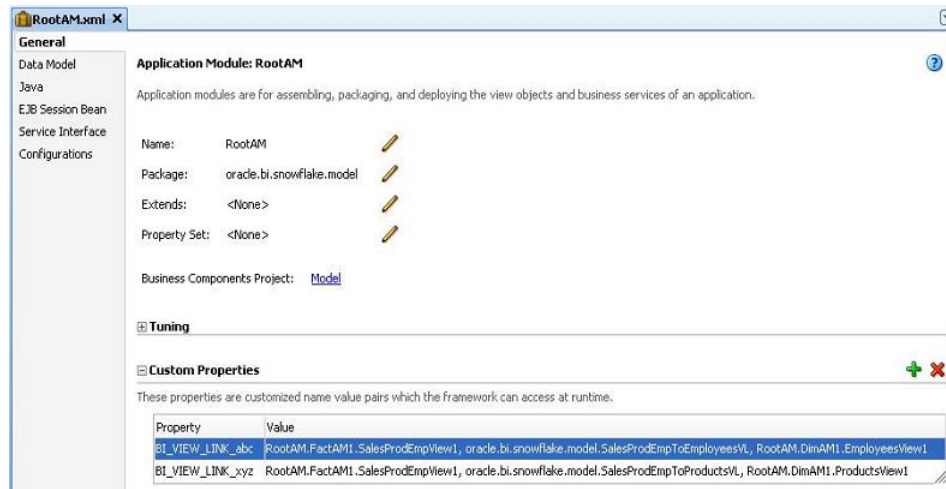 RootAM.xml
General
Data Model
Java
EJB Session Bean
Service Interface
Configurations
Application Module: RootAM
Application modules are for assembling, packaging, and deploying the view objects and business services of an application.
Name: RootAM
Package: oracle.bi.snowflake.model
Extends: <None>
Property Set: <None>
Business Components Project: Model
Tuning
Custom Properties
These properties are customized name value pairs which the framework can access at runtime.
Property Value
BI_VIEW_LINK_abc RootAM.FactAM1.SalesProdEmpView1, oracle.bi.snowflake.model.SalesProdEmpToEmployeesVL, RootAM.DimAM1.EmployeesView1
BI_VIEW_LINK_xyz RootAM.FactAM1.SalesProdEmpView1, oracle.bi.snowflake.model.SalesProdEmpToProductsVL, RootAM.DimAM1.ProductsView1